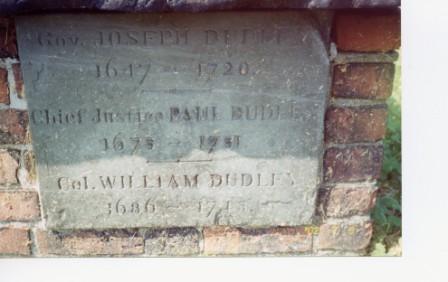 Gov. JOSEPH DUDLEY
1647 — 1720.
Chief Justice PAUL DUDLEY
1675 — 1751
Col. WILLIAM DUDLEY
1686 —